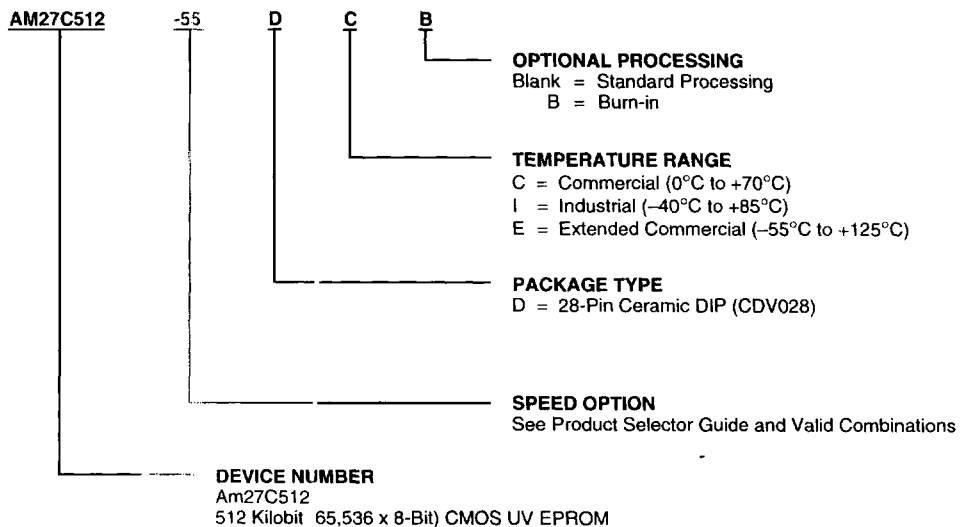 AM27C512 -55 D C B
OPTIONAL PROCESSING
Blank = Standard Processing
B = Burn-in
TEMPERATURE RANGE
C = Commercial (0°C to +70°C)
I = Industrial (–40°C to +85°C)
E = Extended Commercial (–55°C to +125°C)
PACKAGE TYPE
D = 28-Pin Ceramic DIP (CDV028)
SPEED OPTION
See Product Selector Guide and Valid Combinations
DEVICE NUMBER
Am27C512
512 Kilobit 65,536 x 8-Bit) CMOS UV EPROM